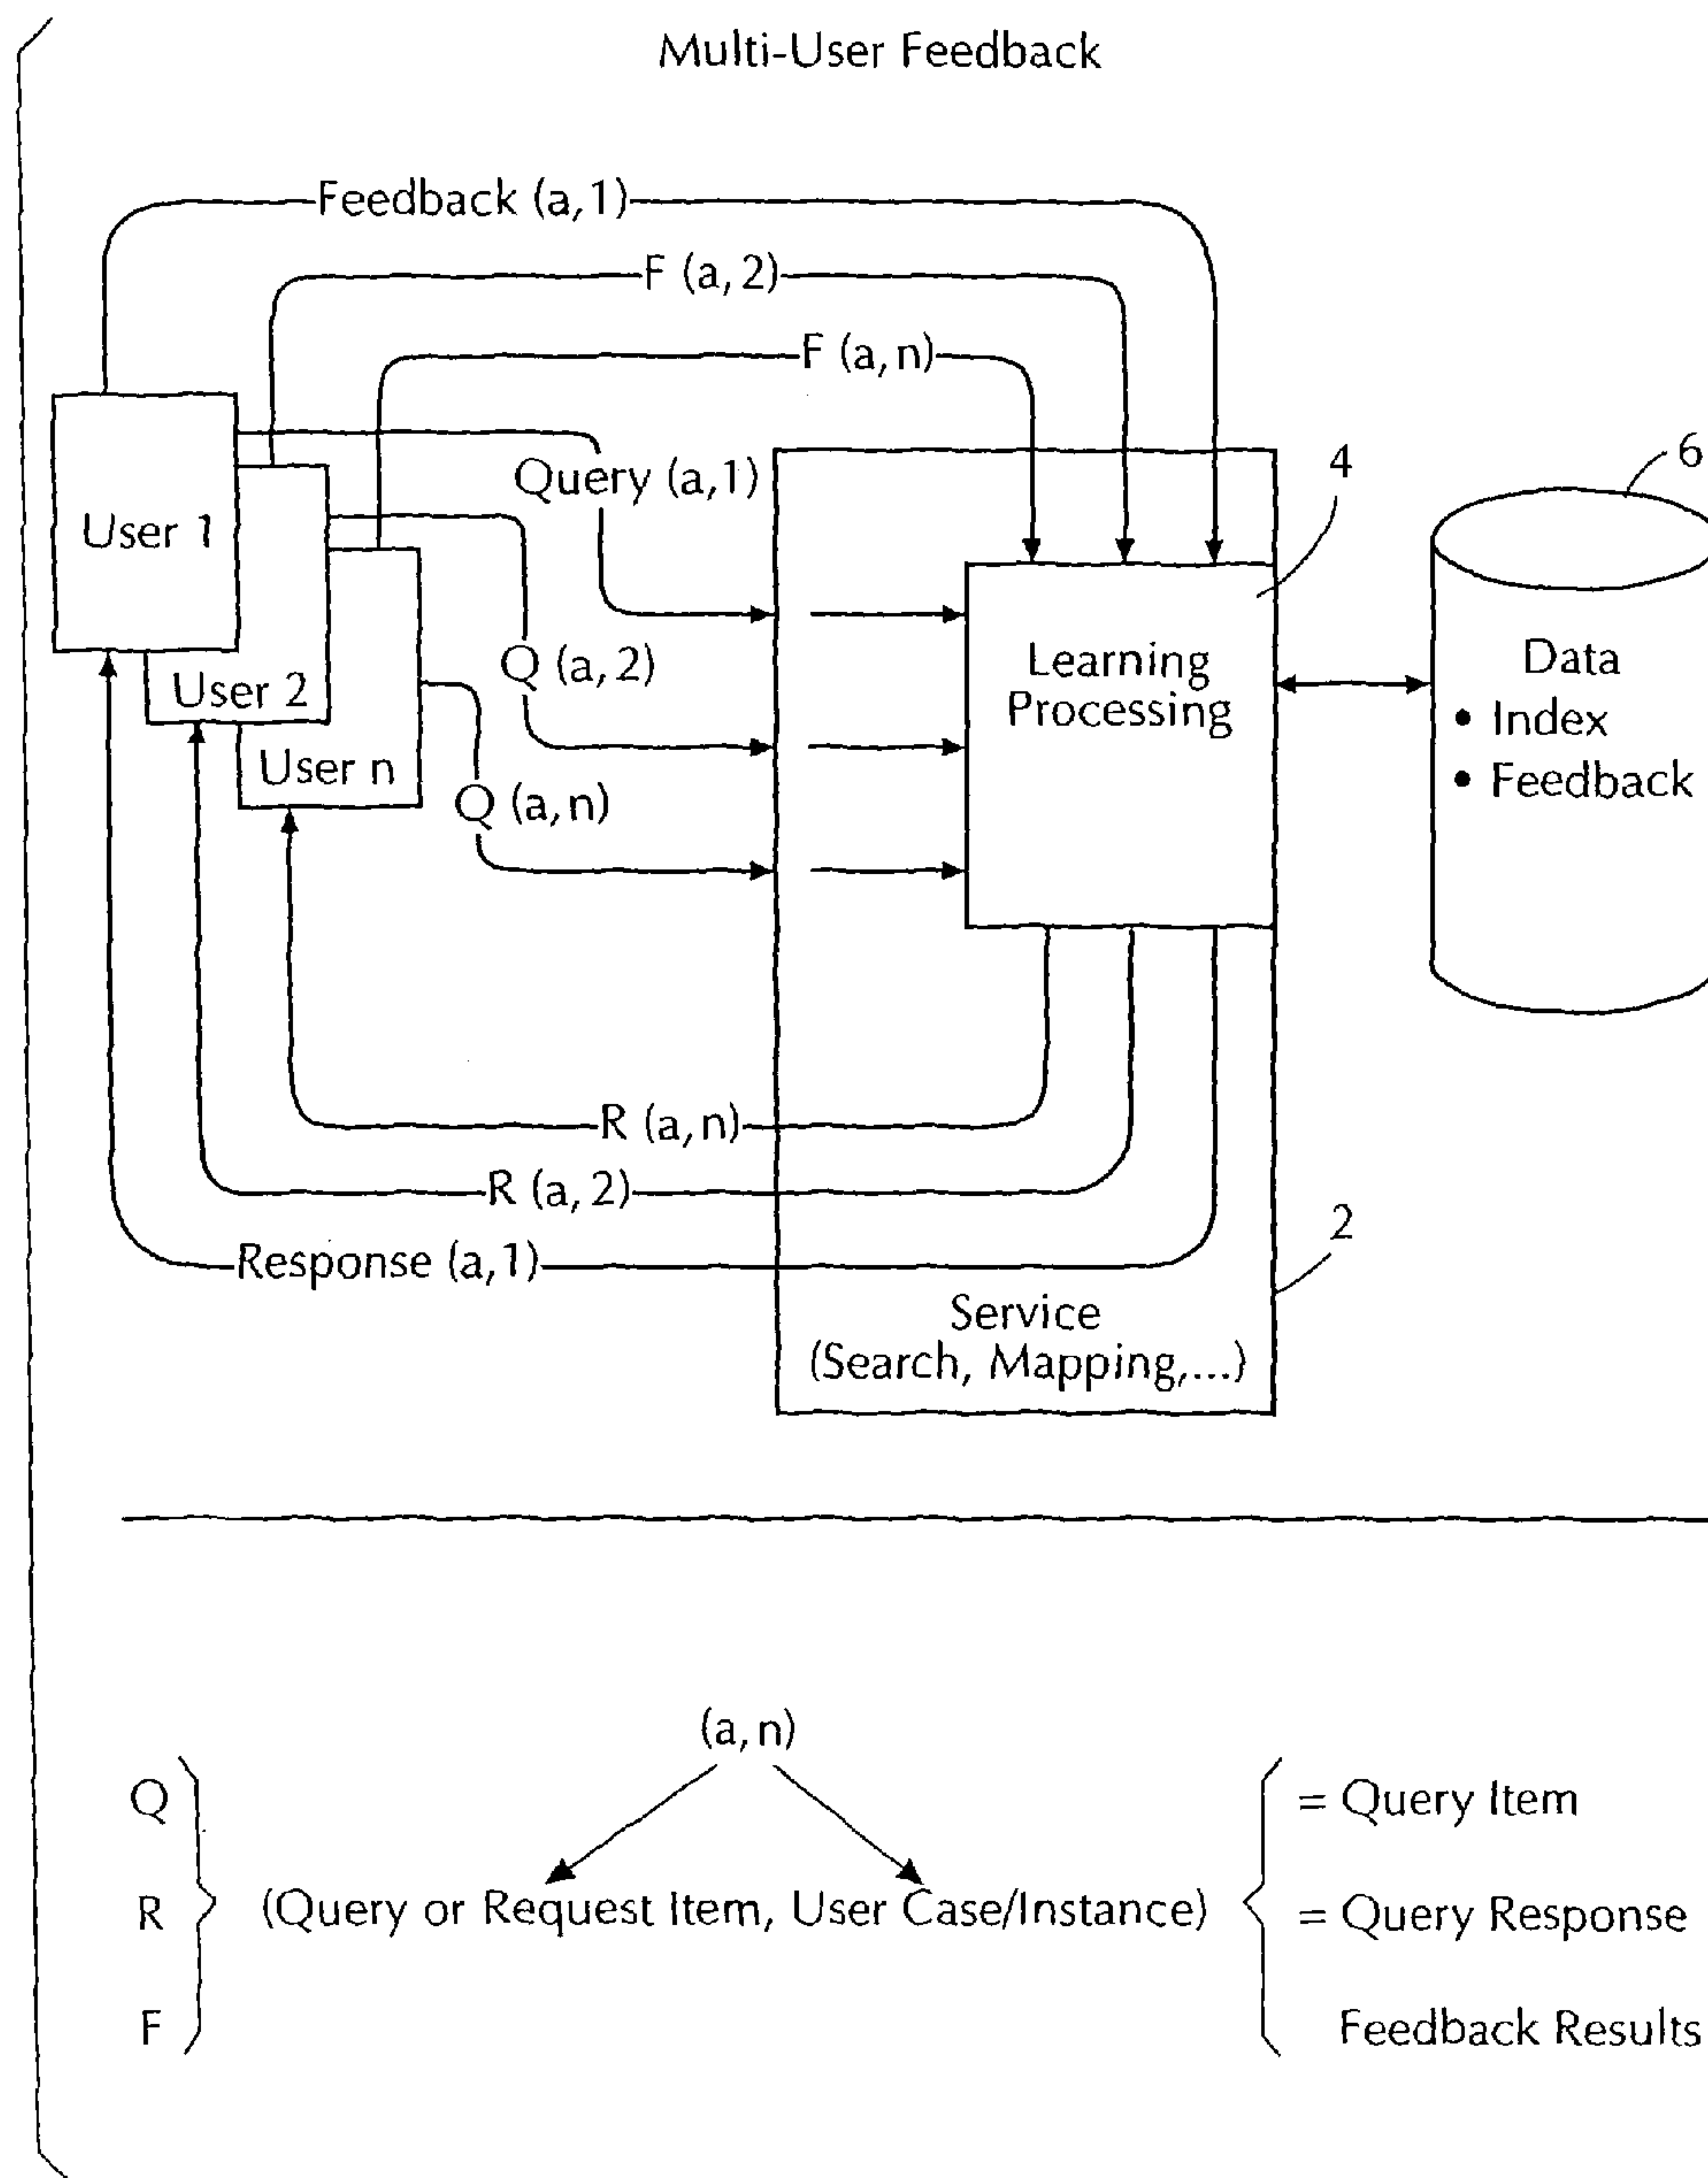 Multi-User Feedback
Feedback (a,1)
F (a,2)
F (a,n)
Query (a,1)
4
6
User 1
Learning
Processing
Data
• Index
• Feedback
Q (a,2)
User 2
User n
Q (a,n)
R (a,n)
R (a,2)
Response (a,1)
2
Service
(Search, Mapping,...)
(a,n)
Q
= Query Item
R
(Query or Request Item, User Case/Instance)
= Query Response
F
Feedback Results